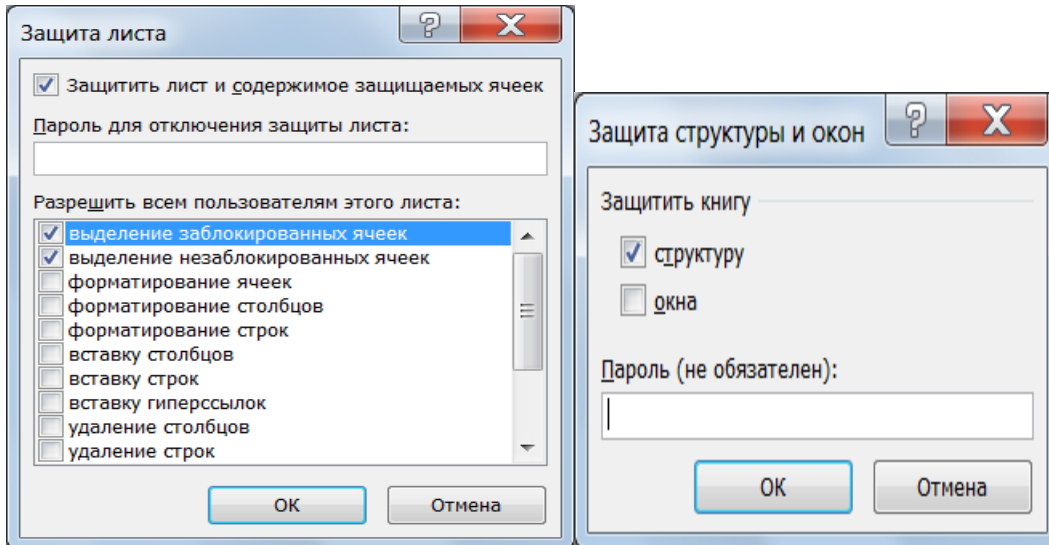 Защита листа
Защитить лист и содержимое защищаемых ячеек
Пароль для отключения защиты листа:
Разрешить всем пользователям этого листа:
выделение заблокированных ячеек
выделение незаблокированных ячеек
форматирование ячеек
форматирование столбцов
форматирование строк
вставку столбцов
вставку строк
вставку гиперссылок
удаление столбцов
удаление строк
ОК
Отмена
Защита структуры и окон
Защитить книгу
структуру
окна
Пароль (не обязателен):
ОК
Отмена